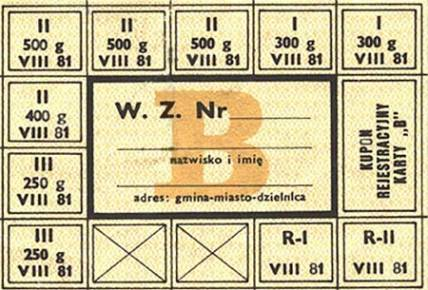 II
500 g
VIII 81
II
500 g
VIII 81
II
500 g
VIII 81
I
300 g
VIII 81
I
300 g
VIII 81
II
400 g
VIII 81
W. Z. Nr
B
nazwisko i imię
adres: gmina-miasto-dzielnica
KUPON
REJESTRACYJNY
KARTY „B”
III
250 g
VIII 81
III
250 g
VIII 81
R-I
VIII 81
R-II
VIII 81